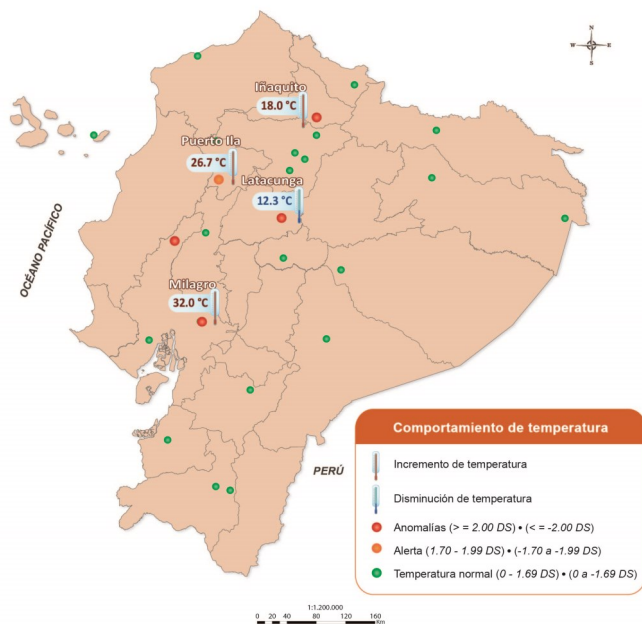 N
W E
S
Iñaquito
18.0 °C
Puerto Ila
26.7 °C
Latacunga
12.3 °C
OCÉANO PACÍFICO
Milagro
32.0 °C
PERÚ
Comportamiento de temperatura
Incremento de temperatura
Disminución de temperatura
Anomalías (> = 2.00 DS) • (< = -2.00 DS)
Alerta (1.70 - 1.99 DS) • (-1.70 a -1.99 DS)
Temperatura normal (0 - 1.69 DS) • (0 a -1.69 DS)
1:1.200.000
0 20 40 80 120 160
Km